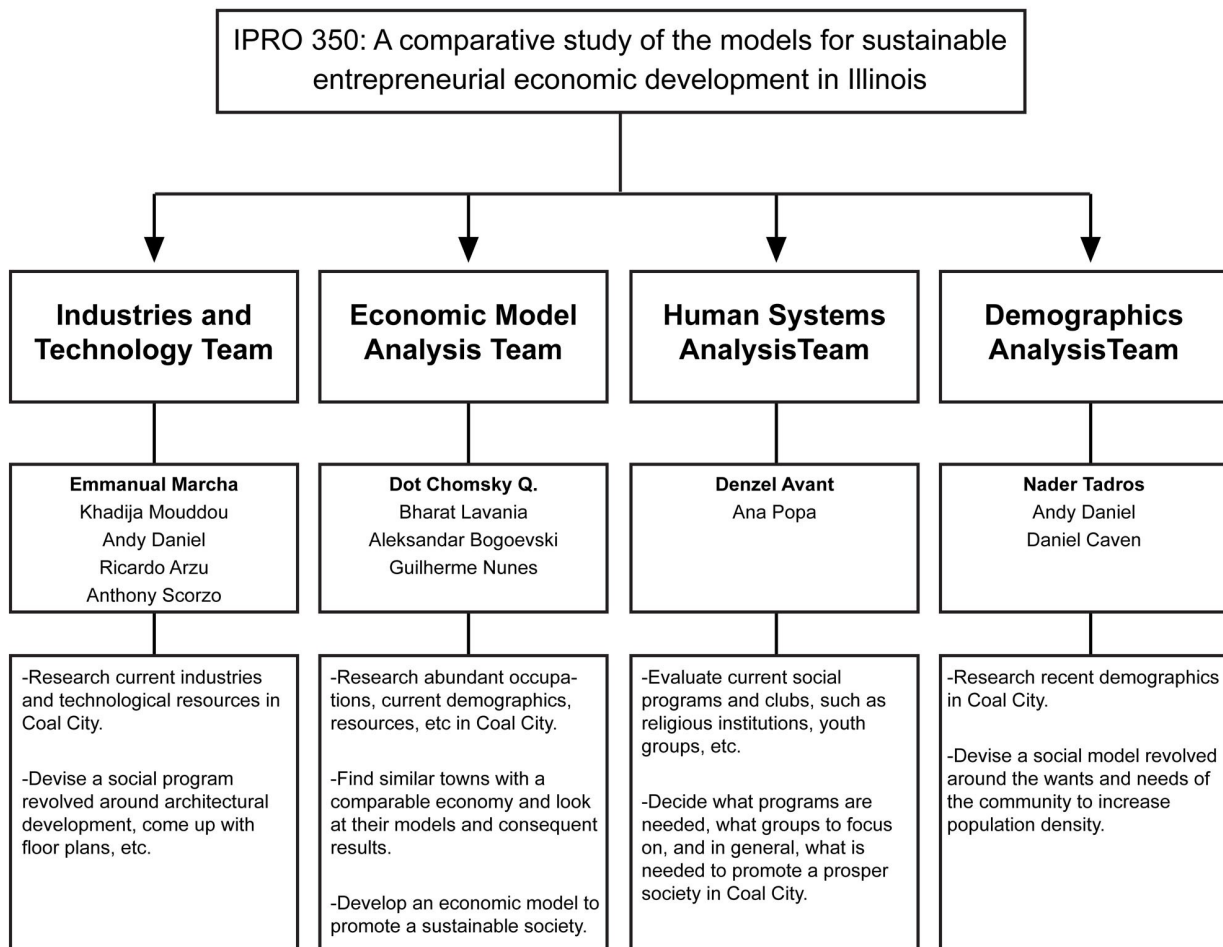 IPRO 350: A comparative study of the models for sustainable
entrepreneurial economic development in Illinois
Industries and
Technology Team
Emmanual Marcha
Khadija Mouddou
Andy Daniel
Ricardo Arzu
Anthony Scorzo
-Research current industries
and technological resources in
Coal City.
-Devise a social program
revolved around architectural
development, come up with
floor plans, etc.
Economic Model
Analysis Team
Dot Chomsky Q.
Bharat Lavania
Aleksandar Bogoevski
Guilherme Nunes
-Research abundant occupa-
tions, current demographics,
resources, etc in Coal City.
-Find similar towns with a
comparable economy and look
at their models and consequent
results.
-Develop an economic model to
promote a sustainable society.
Human Systems
AnalysisTeam
Denzel Avant
Ana Popa
-Evaluate current social
programs and clubs, such as
religious institutions, youth
groups, etc.
-Decide what programs are
needed, what groups to focus
on, and in general, what is
needed to promote a prosper
society in Coal City.
Demographics
AnalysisTeam
Nader Tadros
Andy Daniel
Daniel Caven
-Research recent demographics
in Coal City.
-Devise a social model revolved
around the wants and needs of
the community to increase
population density.